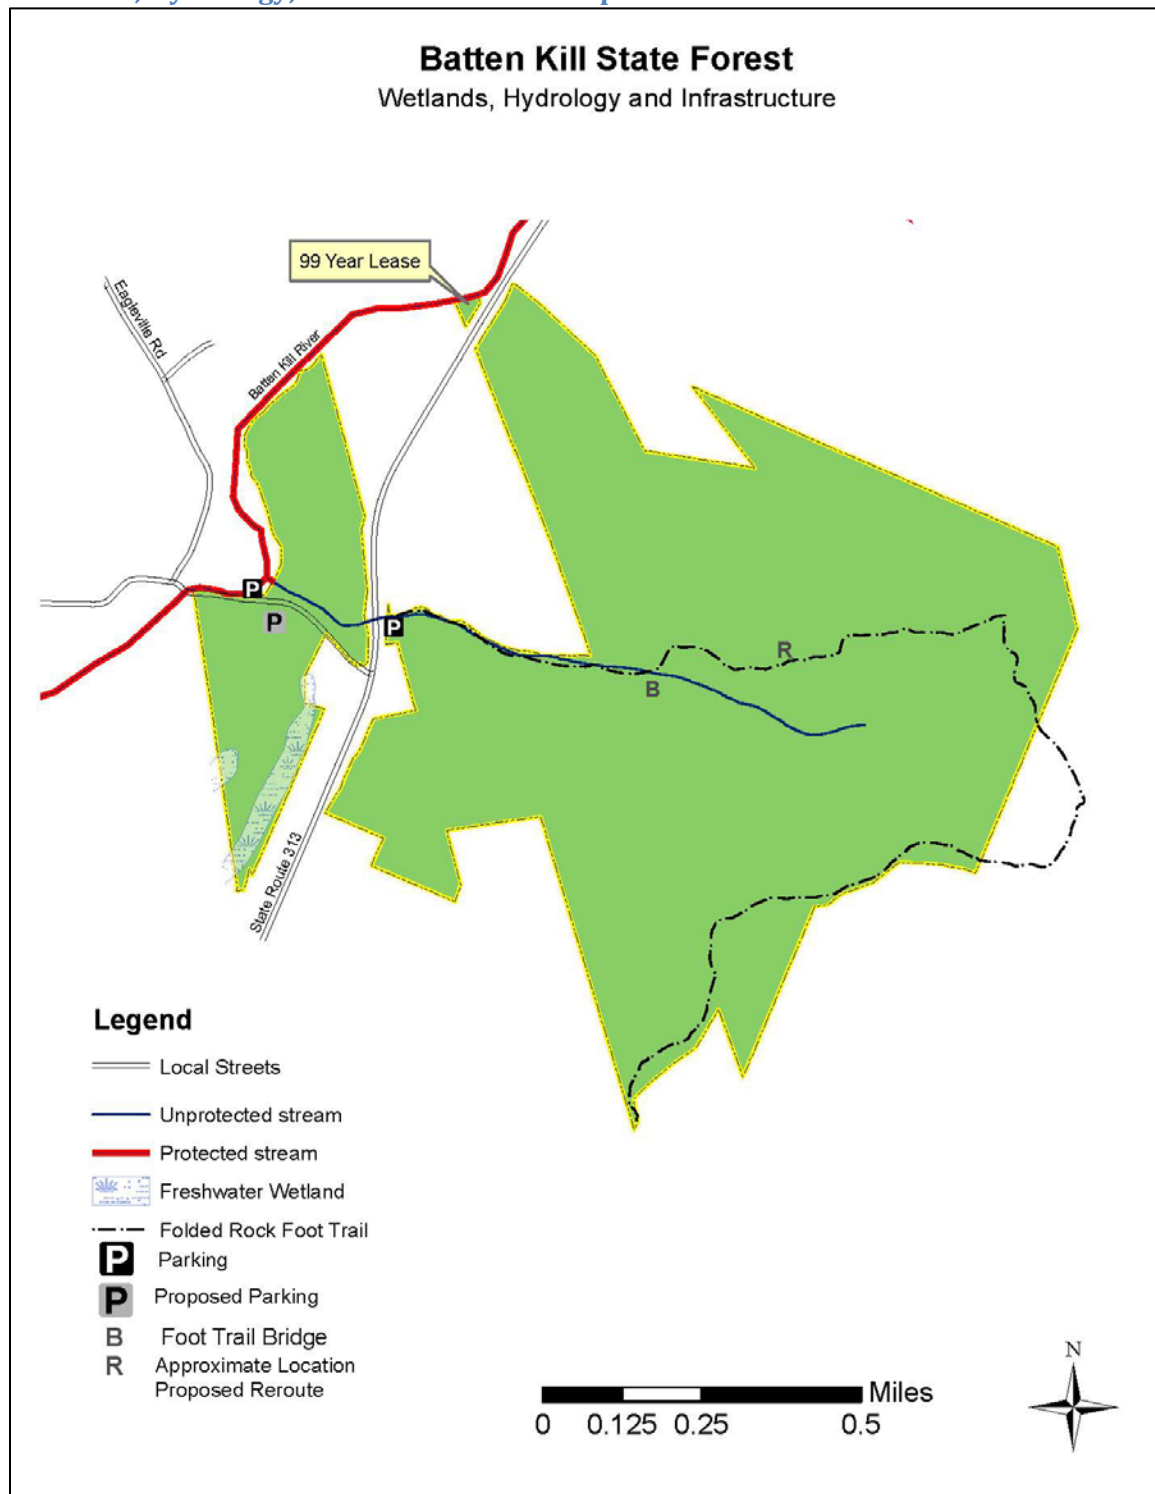 Batten Kill State Forest
Wetlands, Hydrology and Infrastructure
99 Year Lease
Eagleville Rd
Batten Kill River
P
P
P
R
B
State Route 313
Legend
Local Streets
Unprotected stream
Protected stream
Freshwater Wetland
Folded Rock Foot Trail
P Parking
P Proposed Parking
B Foot Trail Bridge
R Approximate Location
Proposed Reroute
Miles
0 0.125 0.25 0.5
N